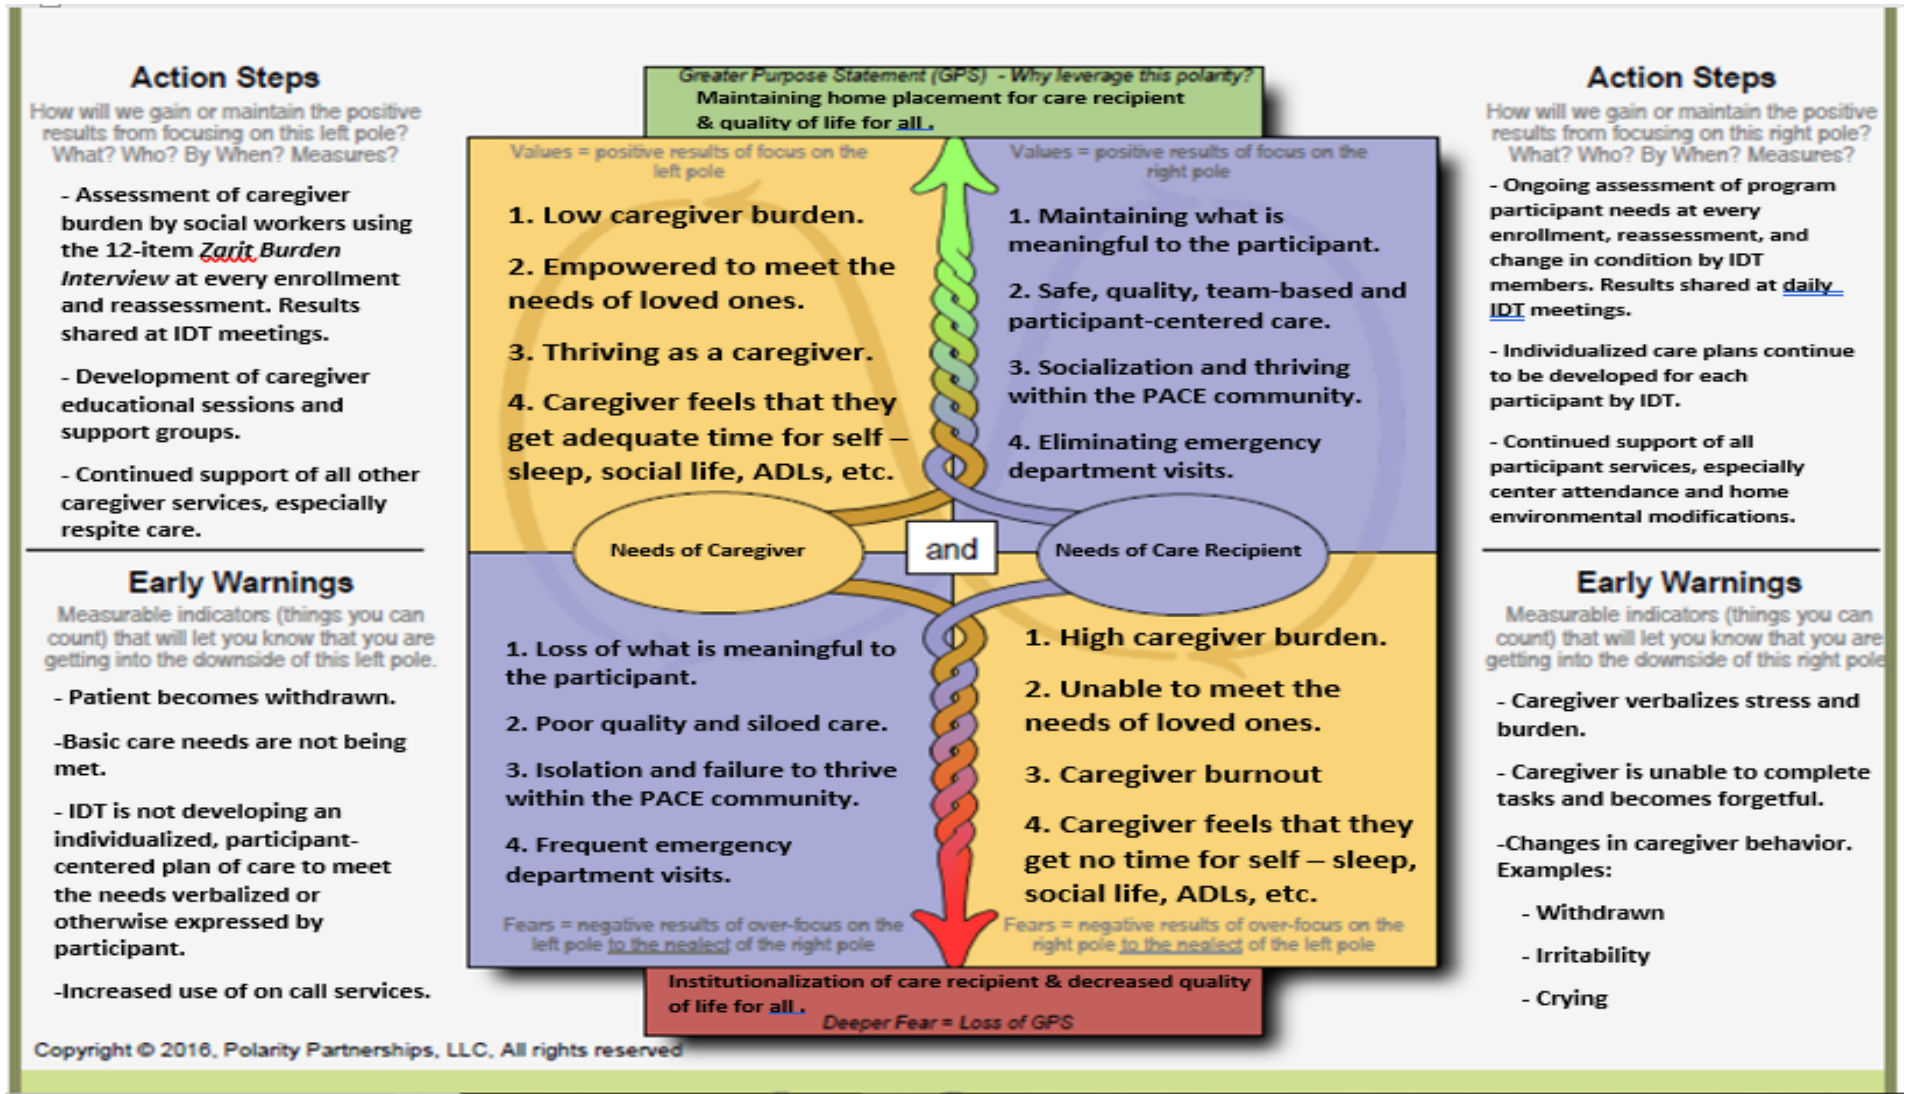 Action Steps
How will we gain or maintain the positive
results from focusing on this left pole?
What? Who? By When? Measures?
- Assessment of caregiver
burden by social workers using
the 12-item Zarit Burden
Interview at every enrollment
and reassessment. Results
shared at IDT meetings.
- Development of caregiver
educational sessions and
support groups.
- Continued support of all other
caregiver services, especially
respite care.
Early Warnings
Measurable indicators (things you can
count) that will let you know that you are
getting into the downside of this left pole.
- Patient becomes withdrawn.
-Basic care needs are not being
met.
- IDT is not developing an
individualized, participant-
centered plan of care to meet
the needs verbalized or
otherwise expressed by
participant.
-Increased use of on call services.
Greater Purpose Statement (GPS) - Why leverage this polarity?
Maintaining home placement for care recipient
& quality of life for all .
Values = positive results of focus on the
left pole
1. Low caregiver burden.
2. Empowered to meet the
needs of loved ones.
3. Thriving as a caregiver.
4. Caregiver feels that they
get adequate time for self –
sleep, social life, ADLs, etc.
Values = positive results of focus on the
right pole
1. Maintaining what is
meaningful to the participant.
2. Safe, quality, team-based and
participant-centered care.
3. Socialization and thriving
within the PACE community.
4. Eliminating emergency
department visits.
Needs of Caregiver
and
Needs of Care Recipient
1. Loss of what is meaningful to
the participant.
2. Poor quality and siloed care.
3. Isolation and failure to thrive
within the PACE community.
4. Frequent emergency
department visits.
Fears = negative results of over-focus on the
left pole to the neglect of the right pole
1. High caregiver burden.
2. Unable to meet the
needs of loved ones.
3. Caregiver burnout
4. Caregiver feels that they
get no time for self – sleep,
social life, ADLs, etc.
Fears = negative results of over-focus on the
right pole to the neglect of the left pole
Institutionalization of care recipient & decreased quality
of life for all .
Deeper Fear = Loss of GPS
Action Steps
How will we gain or maintain the positive
results from focusing on this right pole?
What? Who? By When? Measures?
- Ongoing assessment of program
participant needs at every
enrollment, reassessment, and
change in condition by IDT
members. Results shared at daily
IDT meetings.
- Individualized care plans continue
to be developed for each
participant by IDT.
- Continued support of all
participant services, especially
center attendance and home
environmental modifications.
Early Warnings
Measurable indicators (things you can
count) that will let you know that you are
getting into the downside of this right pole
- Caregiver verbalizes stress and
burden.
- Caregiver is unable to complete
tasks and becomes forgetful.
-Changes in caregiver behavior.
Examples:
- Withdrawn
- Irritability
- Crying
Copyright © 2016, Polarity Partnerships, LLC, All rights reserved